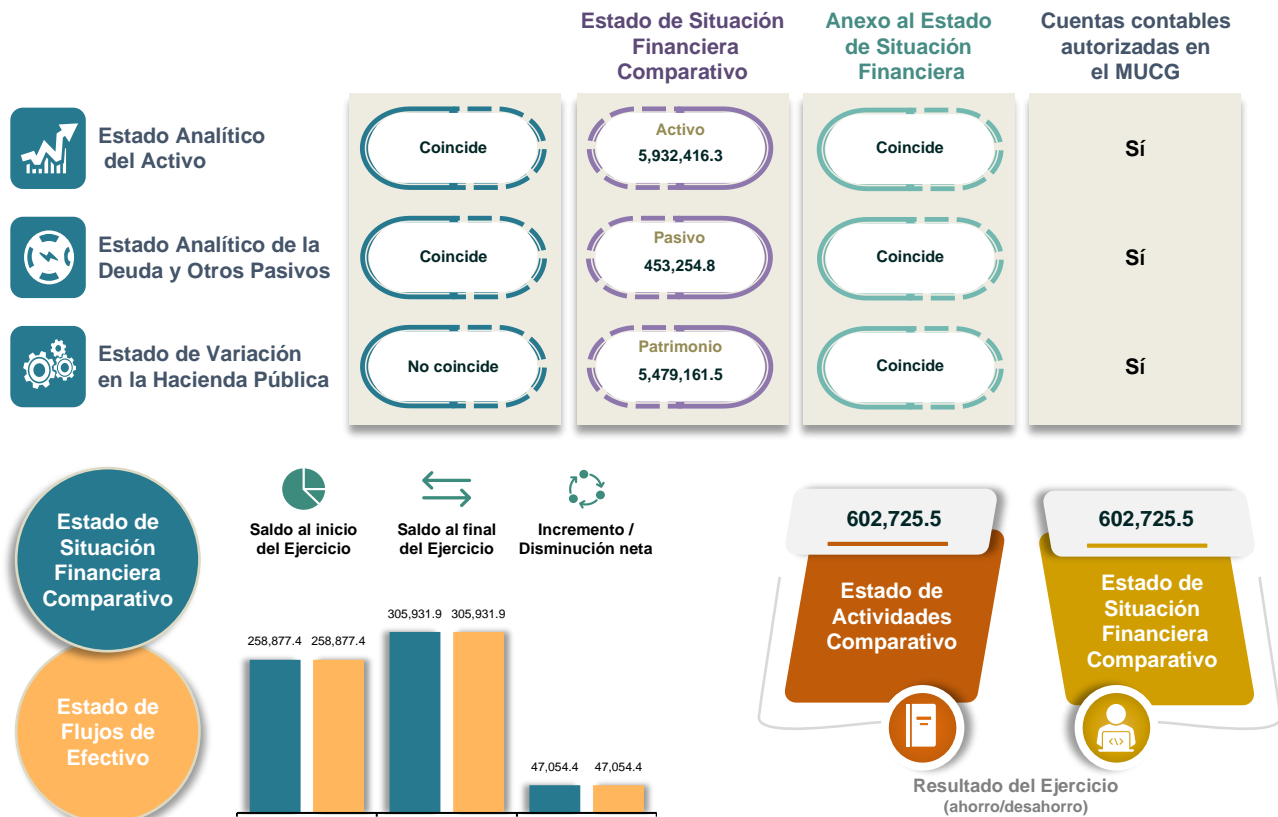 Estado de Situación
Financiera
Comparativo
Anexo al Estado
de Situación
Financiera
Cuentas contables
autorizadas en
el MUCG
Estado Analítico
del Activo
Coincide
Activo
5,932,416.3
Coincide
Sí
Estado Analítico de la
Deuda y Otros Pasivos
Coincide
Pasivo
453,254.8
Coincide
Sí
Estado de Variación
en la Hacienda Pública
No coincide
Patrimonio
5,479,161.5
Coincide
Sí
Estado de
Situación
Financiera
Comparativo
Estado de
Flujos de
Efectivo
Saldo al inicio
del Ejercicio
Saldo al final
del Ejercicio
Incremento /
Disminución neta
258,877.4 258,877.4
305,931.9 305,931.9
47,054.4 47,054.4
602,725.5
Estado de
Actividades
Comparativo
602,725.5
Estado de
Situación
Financiera
Comparativo
Resultado del Ejercicio
(ahorro/desahorro)